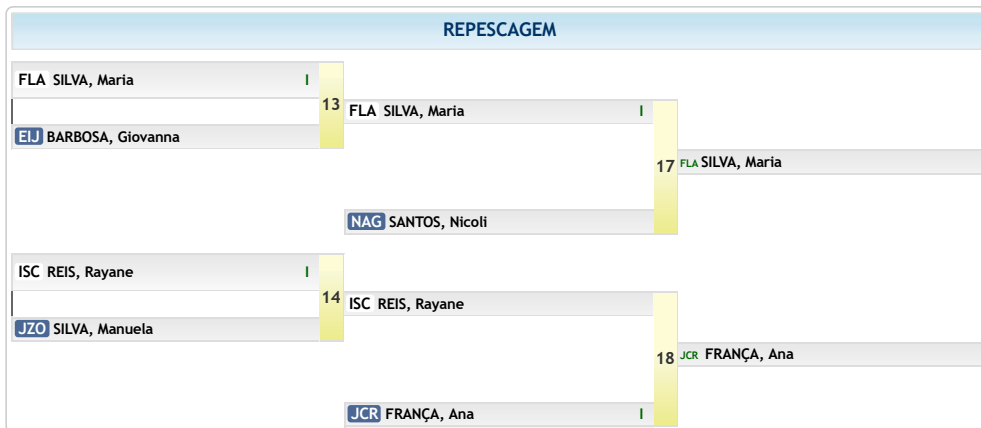 REPESCAGEM
FLA SILVA, Maria I
13
EIJ BARBOSA, Giovanna
FLA SILVA, Maria I
17
NAG SANTOS, Nicoli
FLA SILVA, Maria
ISC REIS, Rayane I
14
JZO SILVA, Manuela
ISC REIS, Rayane
18
JCR FRANÇA, Ana I
JCR FRANÇA, Ana